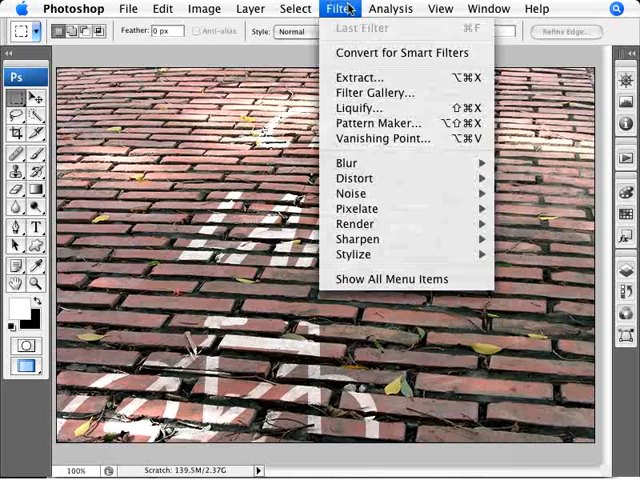 Photoshop File Edit Image Layer Select Filter Analysis View Window Help
Feather: 0 px Anti-alias Style: Normal Refine Edge...
Last Filter ⌘F
Convert for Smart Filters
Extract... ⌥⌘X
Filter Gallery...
Liquify... ⇧⌘X
Pattern Maker... ⌥⇧⌘X
Vanishing Point... ⌥⌘V
Blur
Distort
Noise
Pixelate
Render
Sharpen
Stylize
Show All Menu Items
Ps
100% Scratch: 139.5M/2.37G